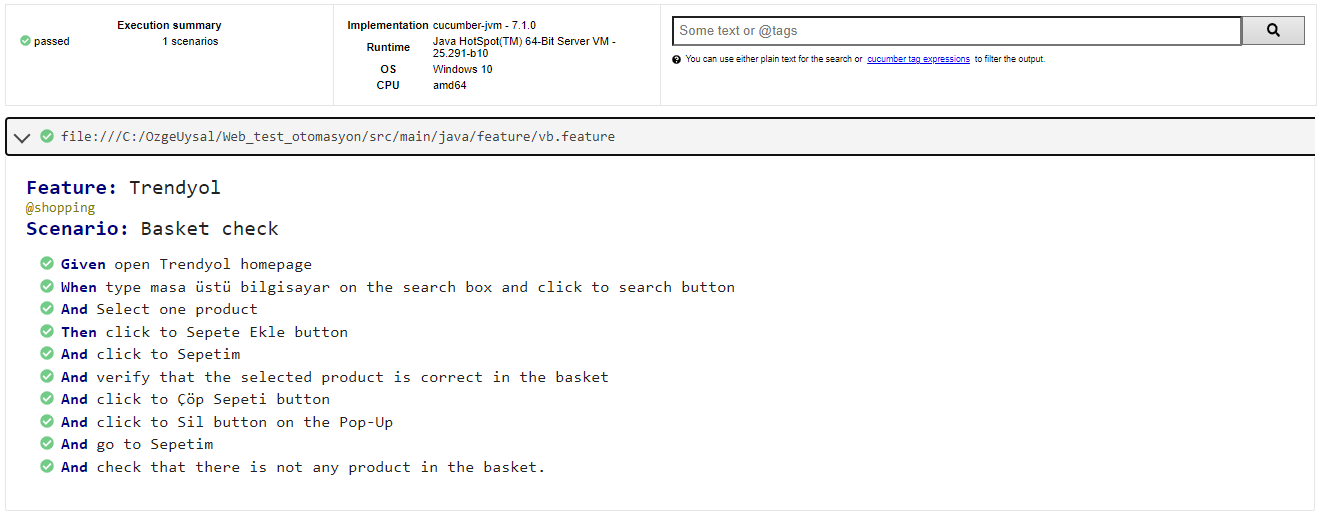 Execution summary
passed 1 scenarios
Implementation cucumber-jvm - 7.1.0
Runtime Java HotSpot(TM) 64-Bit Server VM -
25.291-b10
OS Windows 10
CPU amd64
Some text or @tags
You can use either plain text for the search or cucumber tag expressions to filter the output.
file:///C:/OzgeUysal/Web_test_otomasyon/src/main/java/feature/vb.feature
Feature: Trendyol
@shopping
Scenario: Basket check
Given open Trendyol homepage
When type masa üstü bilgisayar on the search box and click to search button
And Select one product
Then click to Sepete Ekle button
And click to Sepetim
And verify that the selected product is correct in the basket
And click to Çöp Sepeti button
And click to Sil button on the Pop-Up
And go to Sepetim
And check that there is not any product in the basket.